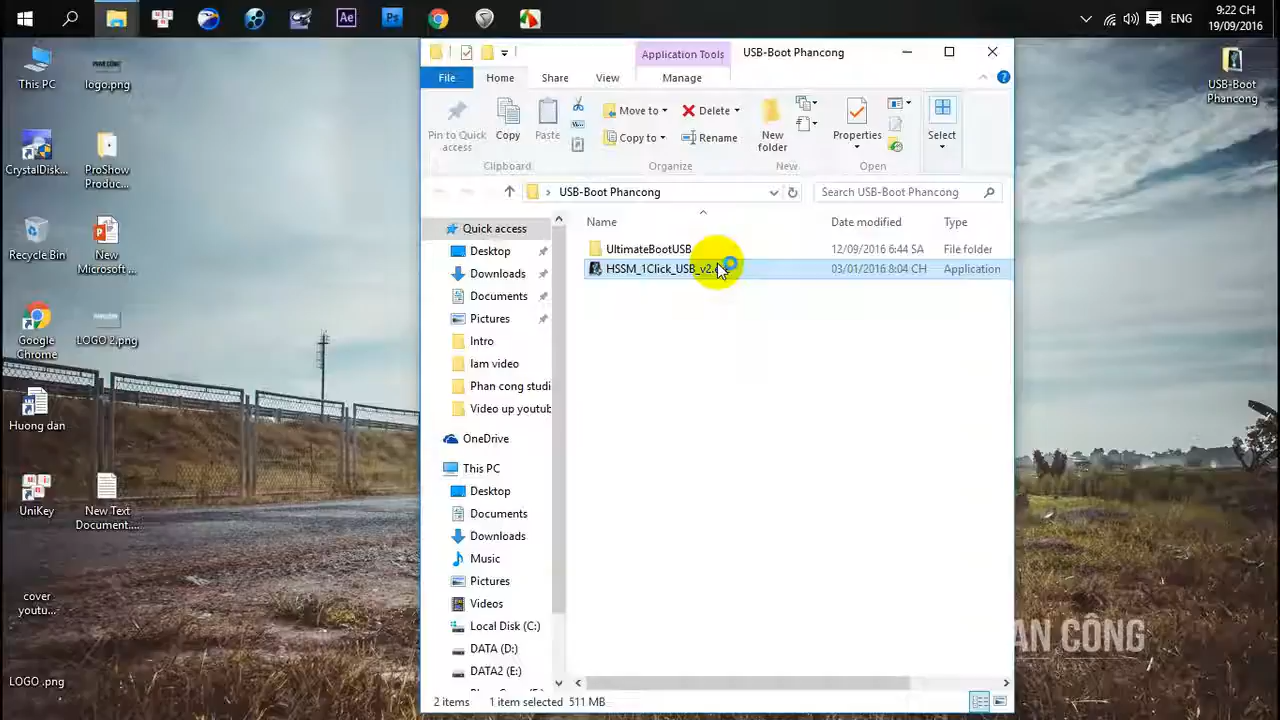 9:22 CH
ENG
19/09/2016
This PC
logo.png
CrystalDisk...
ProShow
Produc...
Recycle Bin
New
Microsoft ...
Google
Chrome
LOGO 2.png
Huong dan
UniKey
New Text
Document....
cover
youtu...
LOGO .png
USB-Boot
Phancong
Application Tools
USB-Boot Phancong
File
Home
Share
View
Manage
Pin to Quick
access
Copy
Paste
Move to
Copy to
Delete
Rename
New
folder
Properties
Select
Clipboard
Organize
New
Open
USB-Boot Phancong
Search USB-Boot Phancong
Name
Date modified
Type
UltimateBootUSB
12/09/2016 6:44 SA
File folder
HSSM_1Click_USB_v2.
03/01/2016 8:04 CH
Application
Quick access
Desktop
Downloads
Documents
Pictures
Intro
lam video
Phan cong studi
Video up youtub
OneDrive
This PC
Desktop
Documents
Downloads
Music
Pictures
Videos
Local Disk (C:)
DATA (D:)
DATA2 (E:)
2 items
1 item selected
511 MB
AN CÔNG
Ae
Ps